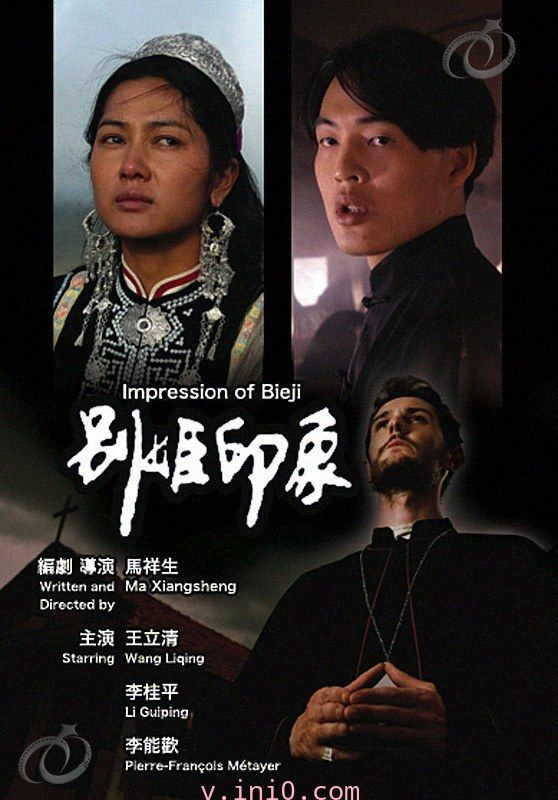 Impression of Bieji
別姬印象
編劇 導演 馬祥生
Written and Directed by Ma Xiangsheng
主演 王立清
Starring Wang Liqing
李桂平
Li Guiping
李能歡
Pierre-François Métayer
v.ini0.com